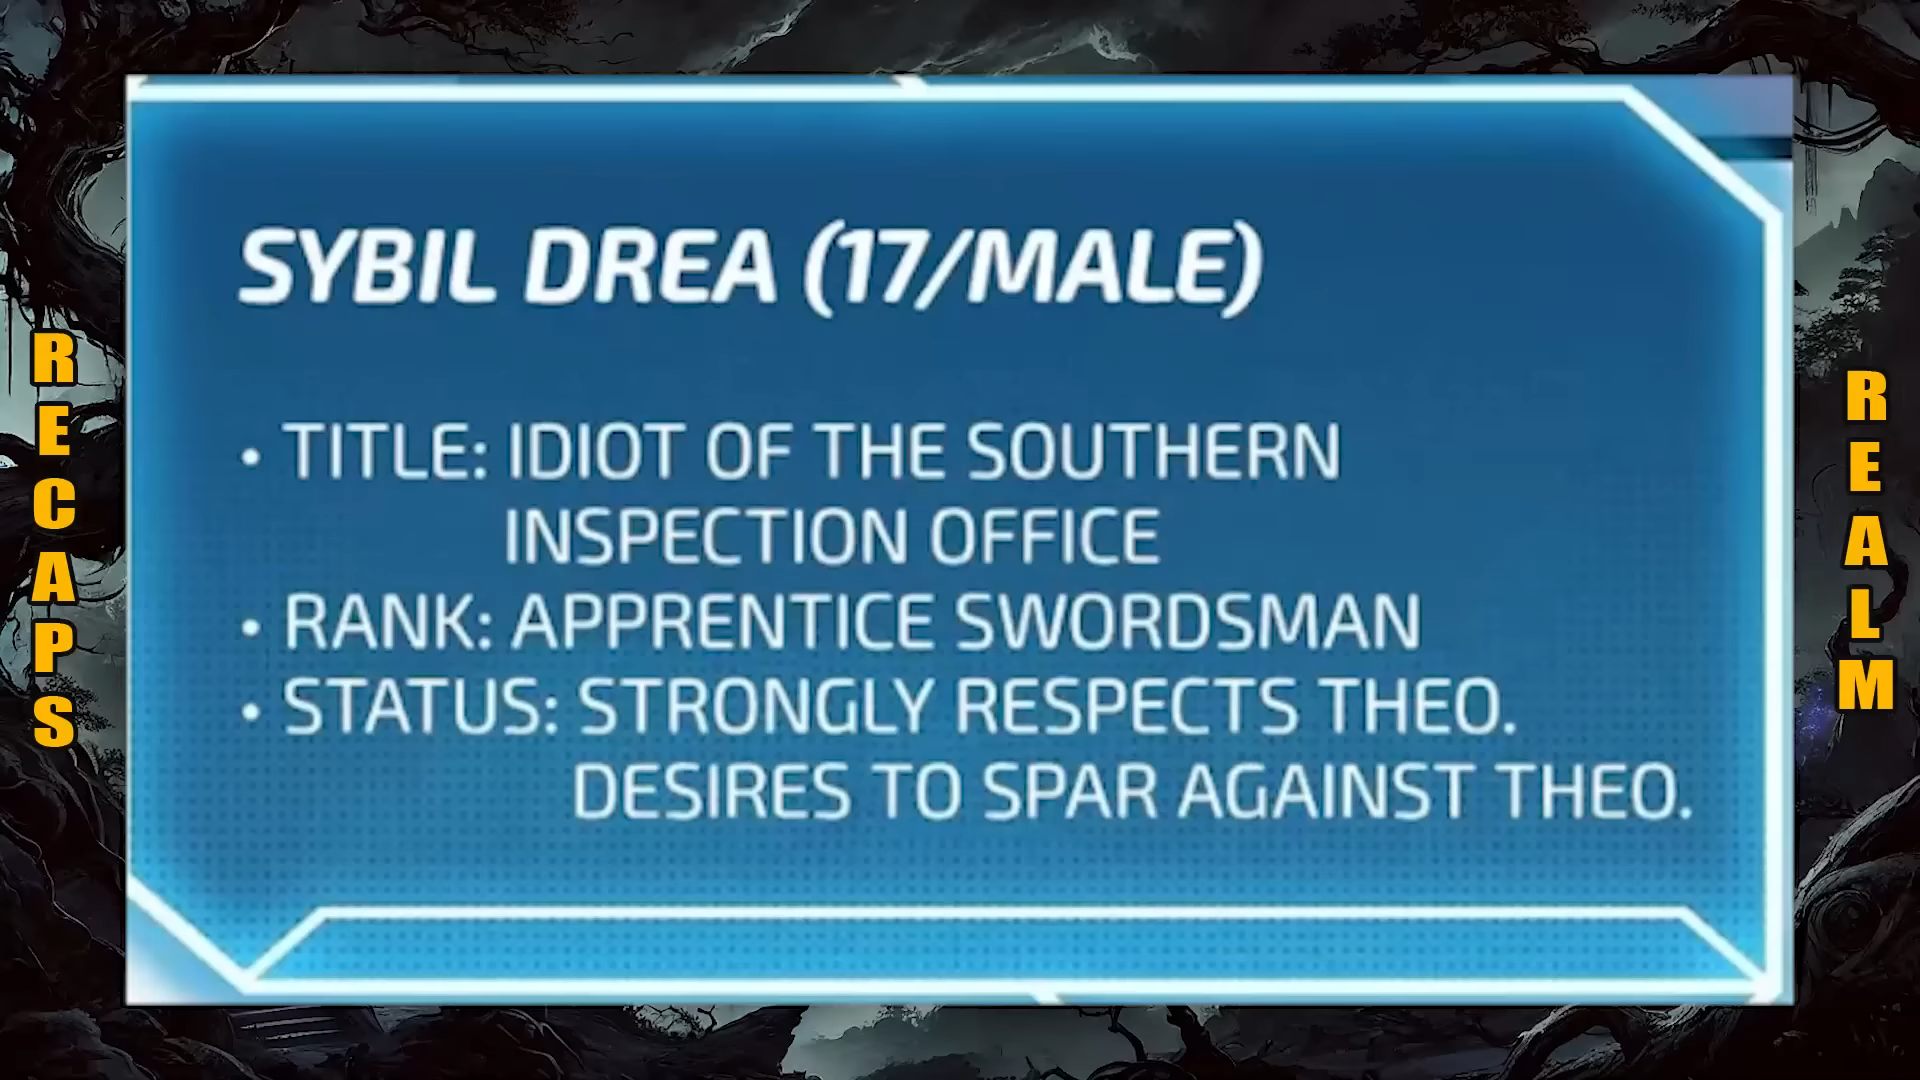 SYBIL DREA (17/MALE)
• TITLE: IDIOT OF THE SOUTHERN
INSPECTION OFFICE
• RANK: APPRENTICE SWORDSMAN
• STATUS: STRONGLY RESPECTS THEO.
DESIRES TO SPAR AGAINST THEO.
RECAPS
REALM